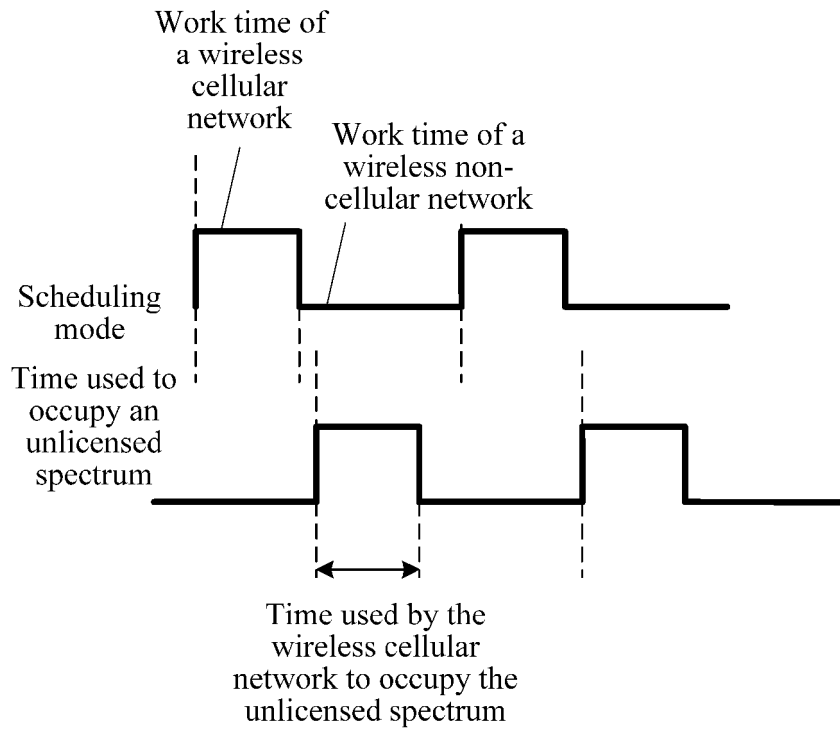 Work time of
a wireless
cellular
network
Work time of a
wireless non-
cellular network
Scheduling
mode
Time used to
occupy an
unlicensed
spectrum
Time used by the
wireless cellular
network to occupy the
unlicensed spectrum